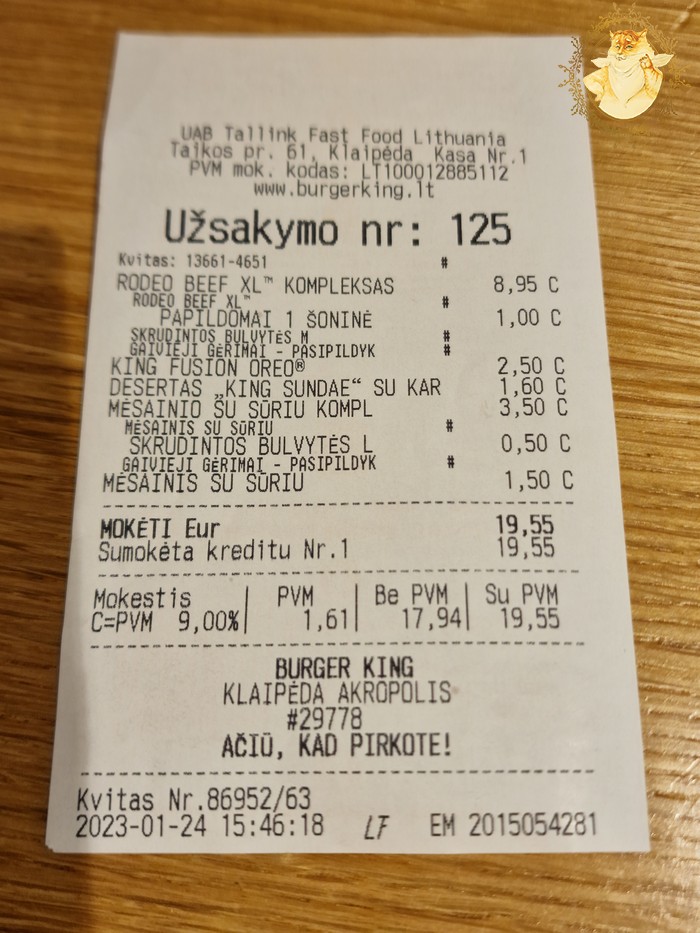 UAB Tallink Fast Food Lithuania
Taikos pr. 61, Klaipėda Kasa Nr.1
PVM mok. kodas: LT100012885112
www.burgerking.lt
Užsakymo nr: 125
Kvitas: 13661-4651 #
RODEO BEEF XL™ KOMPLEKSAS 8,95 C
RODEO BEEF XL™ #
PAPILDOMAI 1 ŠONINĖ 1,00 C
SKRUDINTOS BULVYTĖS M #
GAIVIEJI GĖRIMAI - PASIPILDYK #
KING FUSION OREO® 2,50 C
DESERTAS „KING SUNDAE“ SU KAR 1,60 C
MĖSAINIO SU SŪRIU KOMPL 3,50 C
MĖSAINIS SU SŪRIU #
SKRUDINTOS BULVYTĖS L 0,50 C
GAIVIEJI GĖRIMAI - PASIPILDYK #
MĖSAINIS SU SŪRIU 1,50 C
MOKĖTI Eur 19,55
Sumokėta kreditu Nr.1 19,55
Mokestis | PVM | Be PVM | Su PVM
C=PVM 9,00% | 1,61 | 17,94 | 19,55
BURGER KING
KLAIPĖDA AKROPOLIS
#29778
AČIŪ, KAD PIRKOTE!
Kvitas Nr.86952/63
2023-01-24 15:46:18 LF EM 2015054281